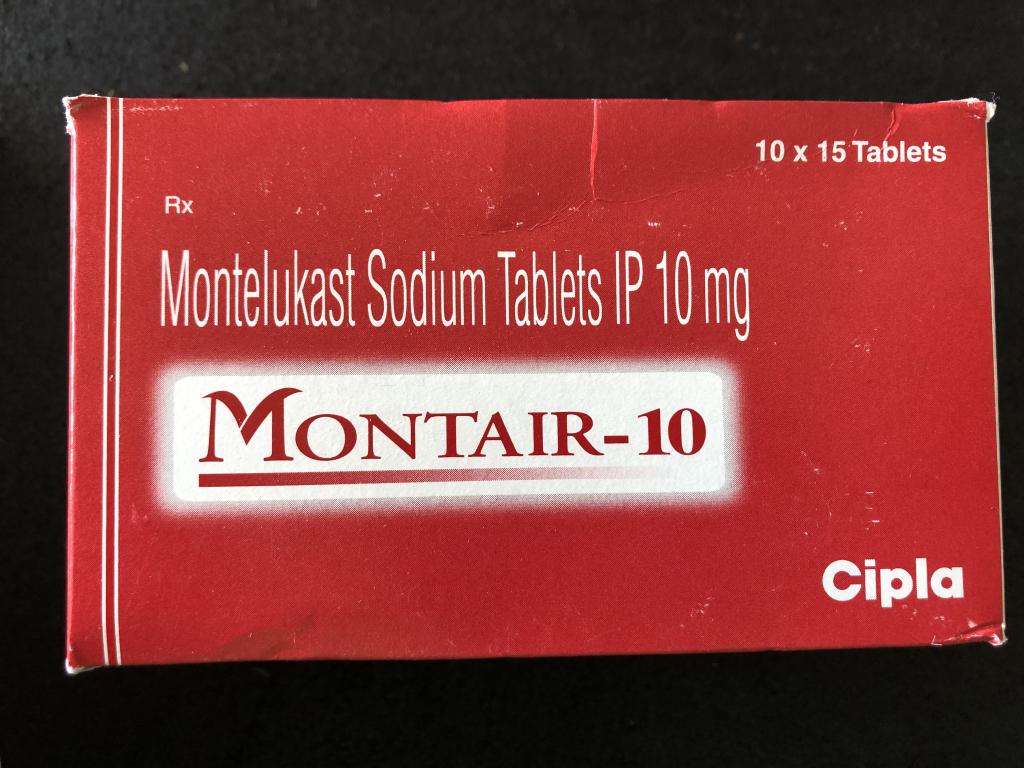 10 x 15 Tablets
Rx
Montelukast Sodium Tablets IP 10 mg
MONTAIR-10
Cipla